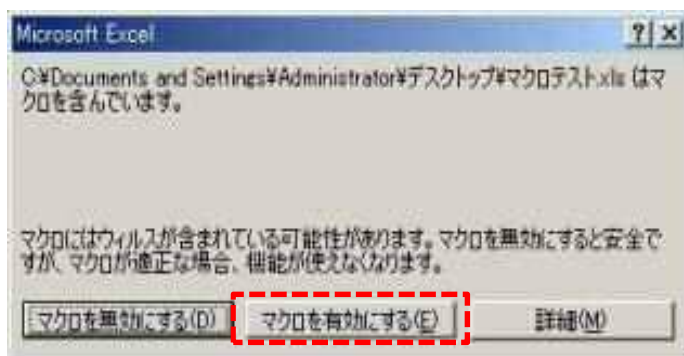 Microsoft Excel
C:¥Documents and Settings¥Administrator¥デスクトップ¥マクロテスト.xls はマ
クロを含んでいます。
マクロにはウィルスが含まれている可能性があります。マクロを無効にすると安全で
すが、マクロが適正な場合、機能が使えなくなります。
マクロを無効にする(D) マクロを有効にする(E) 詳細(M)